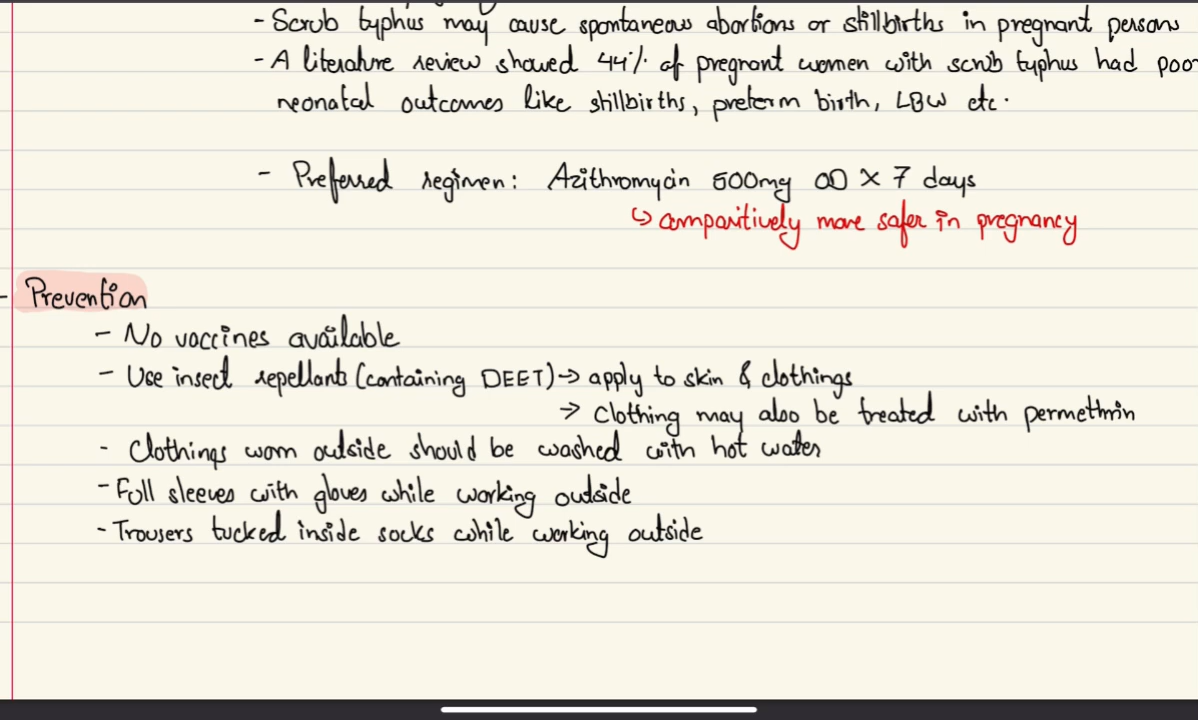 - Scrub typhus may cause spontaneous abortions or stillbirths in pregnant persons
- A literature review showed 44% of pregnant women with scrub typhus had poor
neonatal outcomes like stillbirths, preterm birth, LBW etc.
- Preferred regimen: Azithromycin 500mg OD X 7 days
↳ comparitively more safer in pregnancy
- Prevention
- No vaccines available
- Use insect repellants (containing DEET) → apply to skin & clothings
→ Clothing may also be treated with permethrin
- Clothings worn outside should be washed with hot water
- Full sleeves with gloves while working outside
- Trousers tucked inside socks while working outside